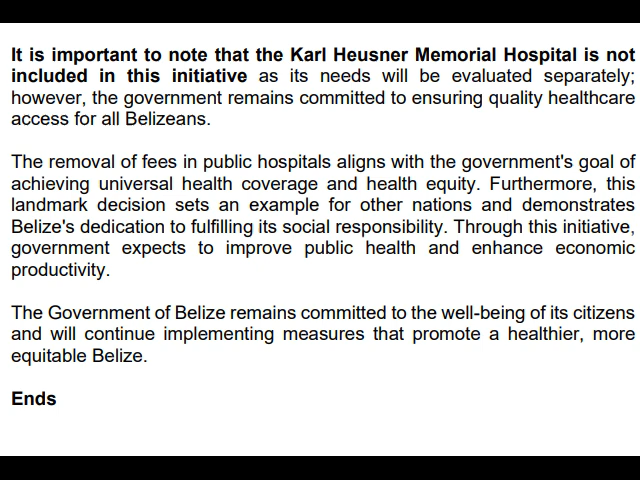 It is important to note that the Karl Heusner Memorial Hospital is not
included in this initiative as its needs will be evaluated separately;
however, the government remains committed to ensuring quality healthcare
access for all Belizeans.
The removal of fees in public hospitals aligns with the government's goal of
achieving universal health coverage and health equity. Furthermore, this
landmark decision sets an example for other nations and demonstrates
Belize's dedication to fulfilling its social responsibility. Through this initiative,
government expects to improve public health and enhance economic
productivity.
The Government of Belize remains committed to the well-being of its citizens
and will continue implementing measures that promote a healthier, more
equitable Belize.
Ends